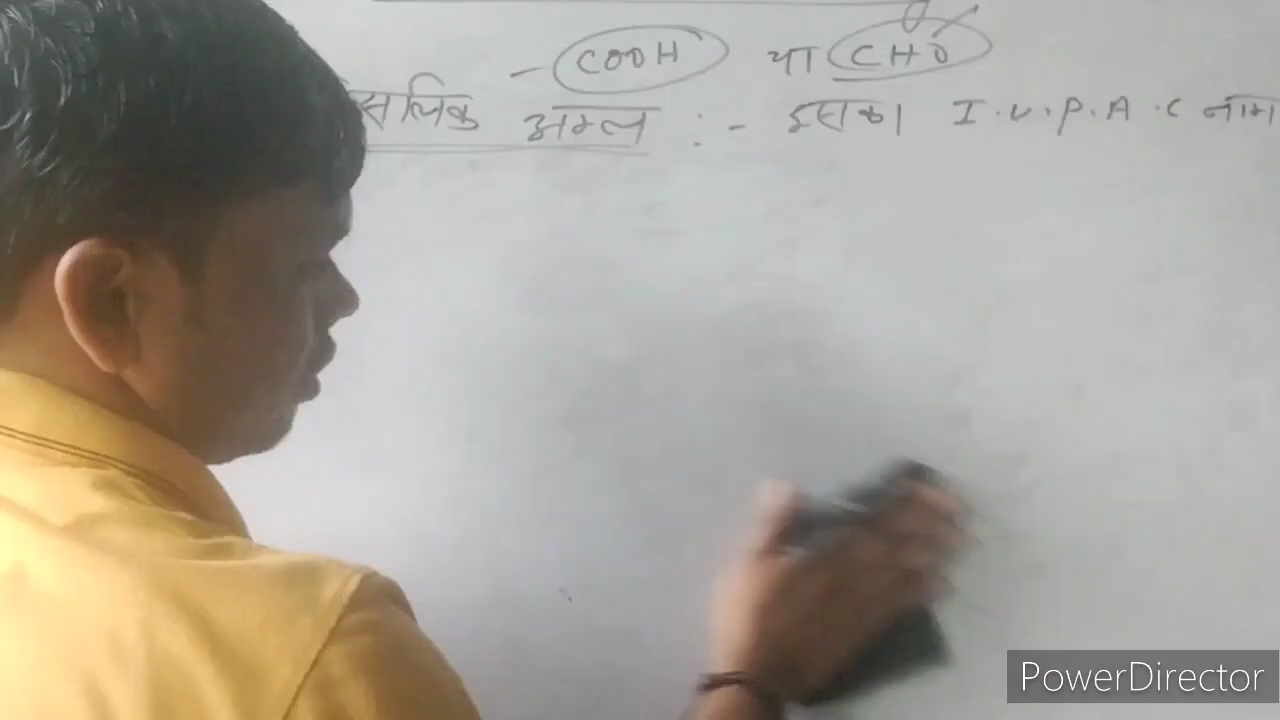 - COOH या CHO
सलिक अम्ल :- इसका I.U.P.A.C नाम
PowerDirector